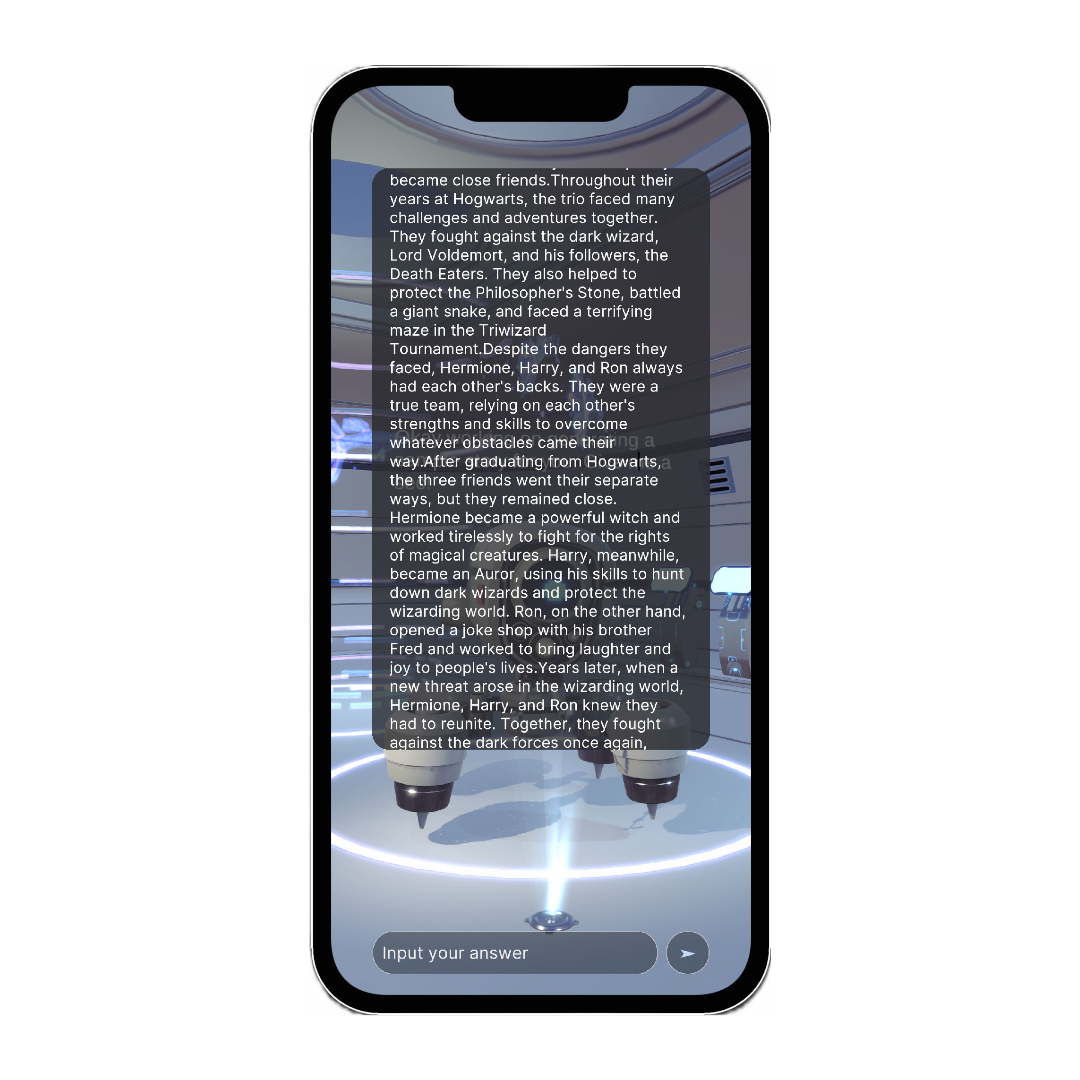 became close friends.Throughout their
years at Hogwarts, the trio faced many
challenges and adventures together.
They fought against the dark wizard,
Lord Voldemort, and his followers, the
Death Eaters. They also helped to
protect the Philosopher's Stone, battled
a giant snake, and faced a terrifying
maze in the Triwizard
Tournament.Despite the dangers they
faced, Hermione, Harry, and Ron always
had each other's backs. They were a
true team, relying on each other's
strengths and skills to overcome
whatever obstacles came their
way.After graduating from Hogwarts,
the three friends went their separate
ways, but they remained close.
Hermione became a powerful witch and
worked tirelessly to fight for the rights
of magical creatures. Harry, meanwhile,
became an Auror, using his skills to hunt
down dark wizards and protect the
wizarding world. Ron, on the other hand,
opened a joke shop with his brother
Fred and worked to bring laughter and
joy to people's lives.Years later, when a
new threat arose in the wizarding world,
Hermione, Harry, and Ron knew they
had to reunite. Together, they fought
against the dark forces once again,
Input your answer